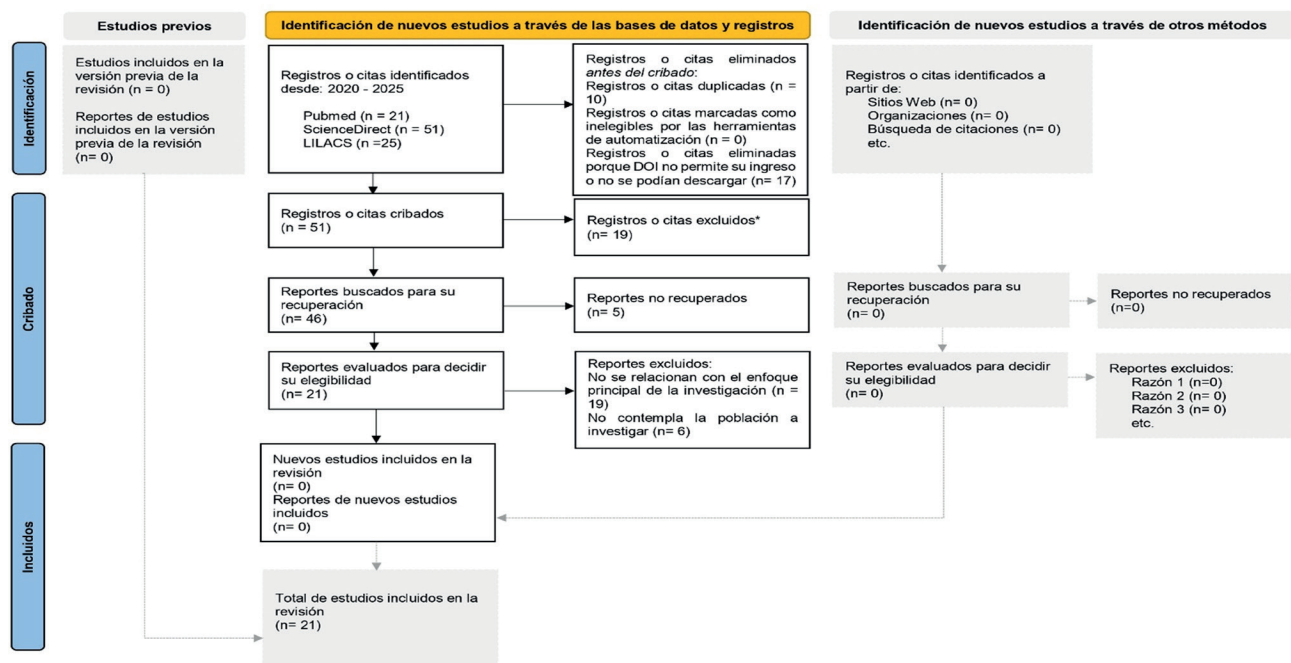 Estudios previos
Identificación de nuevos estudios a través de las bases de datos y registros
Identificación de nuevos estudios a través de otros métodos
Identificación
Estudios incluidos en la
versión previa de la
revisión (n = 0)
Reportes de estudios
incluidos en la versión
previa de la revisión
(n= 0)
Registros o citas identificados
desde: 2020 - 2025
Pubmed (n = 21)
ScienceDirect (n = 51)
LILACS (n =25)
Registros o citas eliminados
antes del cribado:
Registros o citas duplicadas (n =
10)
Registros o citas marcadas como
inelegibles por las herramientas
de automatización (n = 0)
Registros o citas eliminadas
porque DOI no permite su ingreso
o no se podían descargar (n= 17)
Registros o citas identificados a
partir de:
Sitios Web (n= 0)
Organizaciones (n= 0)
Búsqueda de citaciones (n= 0)
etc.
Cribado
Registros o citas cribados
(n = 51)
Registros o citas excluidos*
(n= 19)
Reportes buscados para su
recuperación
(n= 46)
Reportes no recuperados
(n= 5)
Reportes buscados para su
recuperación
(n= 0)
Reportes no recuperados
(n=0)
Reportes evaluados para decidir
su elegibilidad
(n= 21)
Reportes excluidos:
No se relacionan con el enfoque
principal de la investigación (n =
19)
No contempla la población a
investigar (n= 6)
Reportes evaluados para decidir su
elegibilidad
(n= 0)
Reportes excluidos:
Razón 1 (n=0)
Razón 2 (n= 0)
Razón 3 (n= 0)
etc.
Incluidos
Nuevos estudios incluidos en la
revisión
(n= 0)
Reportes de nuevos estudios
incluidos
(n= 0)
Total de estudios incluidos en la
revisión
(n= 21)